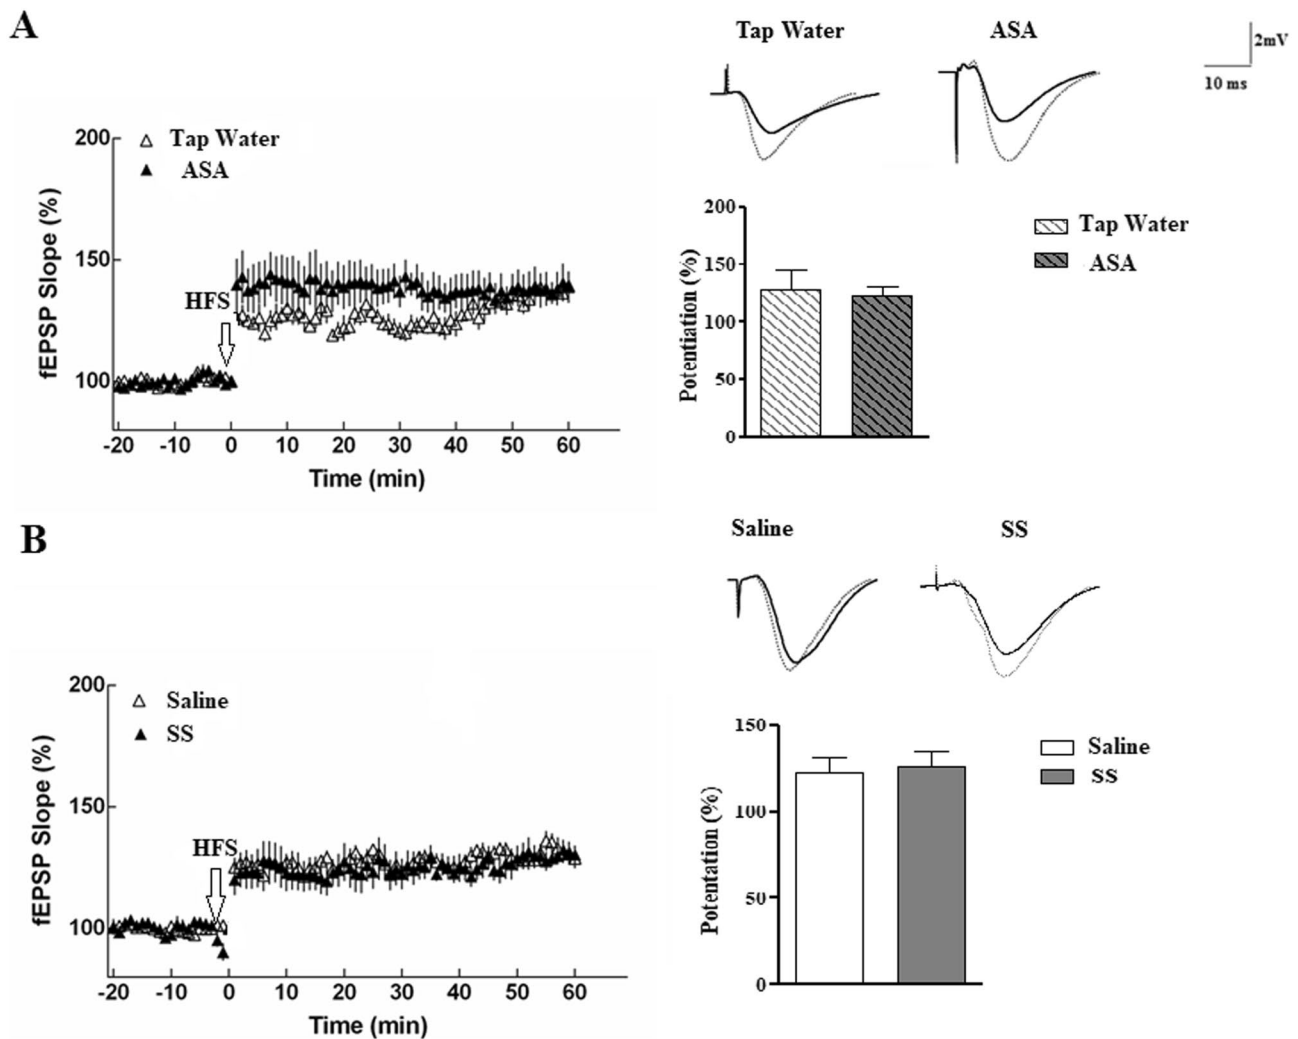 A
Tap Water
ASA
2mV
10 ms
200
150
100
fEPSP Slope (%)
Tap Water
ASA
HFS
-20
-10
0
10
20
30
40
50
60
Time (min)
200
150
100
50
0
Potentiation (%)
Tap Water
ASA
B
Saline
SS
200
150
100
fEPSP Slope (%)
Saline
SS
HFS
-20
-10
0
10
20
30
40
50
60
Time (min)
150
100
50
0
Potentation (%)
Saline
SS